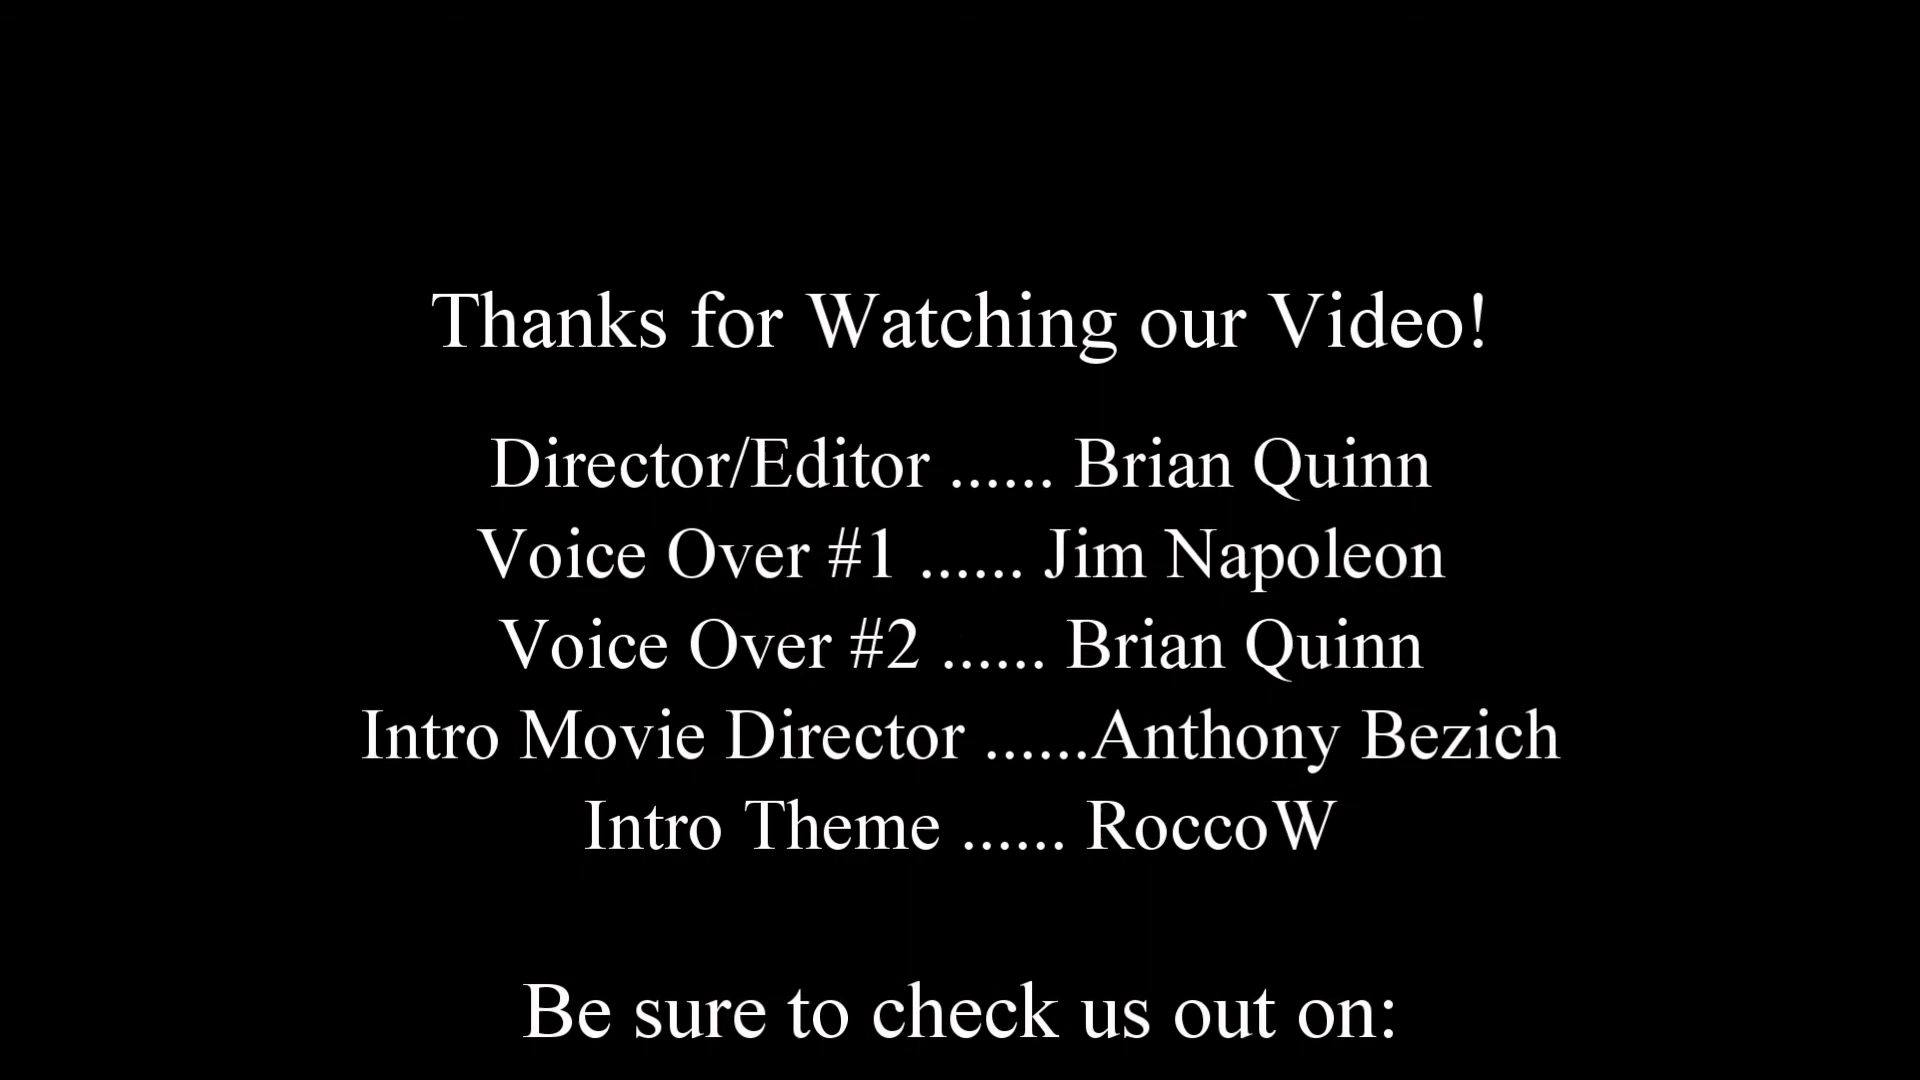 Thanks for Watching our Video!
Director/Editor ...... Brian Quinn
Voice Over #1 ...... Jim Napoleon
Voice Over #2 ...... Brian Quinn
Intro Movie Director ......Anthony Bezich
Intro Theme ...... RoccoW
Be sure to check us out on: